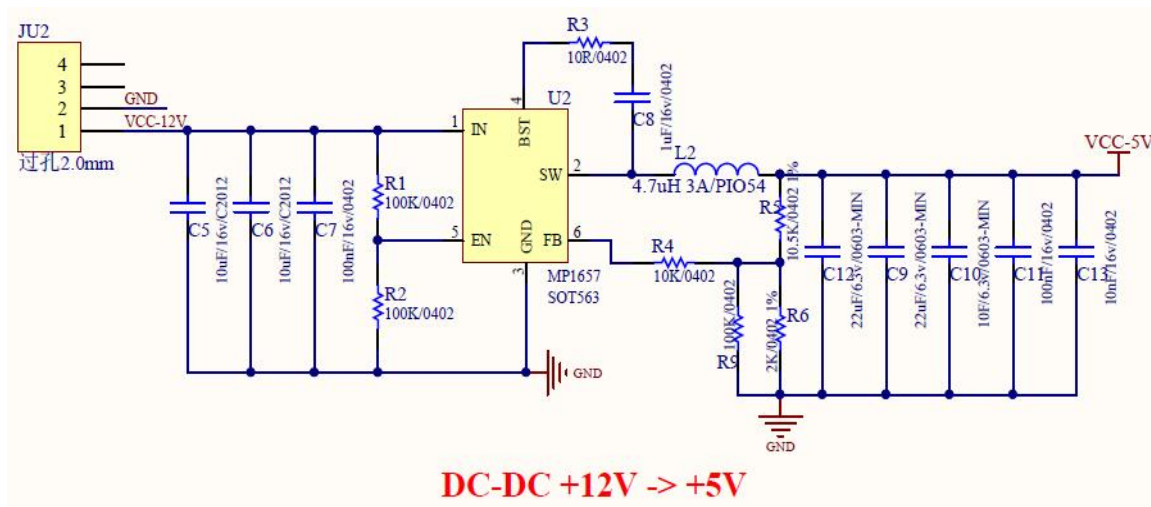 JU2
4
3
2
1
GND
VCC-12V
过孔2.0mm
C5
10uF/16v/C2012
C6
10uF/16v/C2012
C7
100nF/16v/0402
R1
100K/0402
R2
100K/0402
R3
10R/0402
C8
1uF/16v/0402
U2
4
BST
1
IN
SW
2
5
EN
GND
FB
6
3
MP1657
SOT563
GND
L2
4.7uH 3A/PIO54
R4
10K/0402
R5
10.5K/0402 1%
100K/0402
R9
R6
2K/0402 1%
C12
22uF/6.3v/0603-MIN
C9
22uF/6.3v/0603-MIN
C10
10F/6.3v/0603-MIN
C11
100nF/16v/0402
C13
10nF/16v/0402
VCC-5V
GND
DC-DC +12V -> +5V